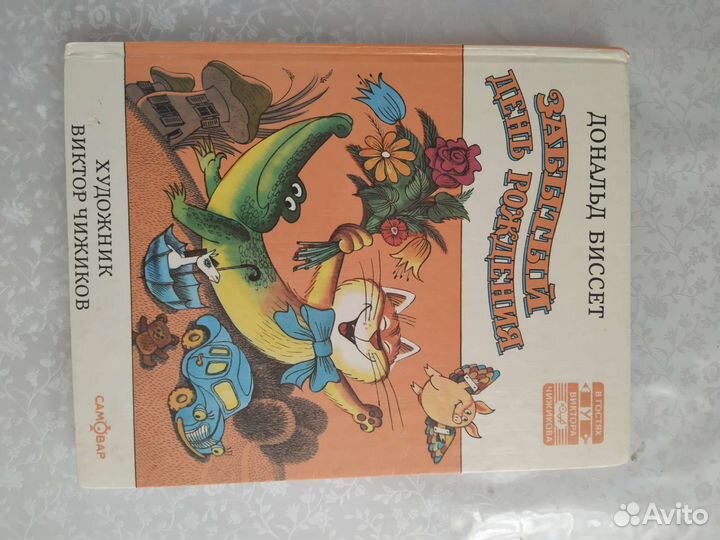 ДОНАЛЬД БИССЕТ
ЗАБЫТЫЙ
ДЕНЬ РОЖДЕНИЯ
В ГОСТЯХ
У
ВИКТОРА
ЧИЖИКОВА
ХУДОЖНИК
ВИКТОР ЧИЖИКОВ
САМОВАР
Avito